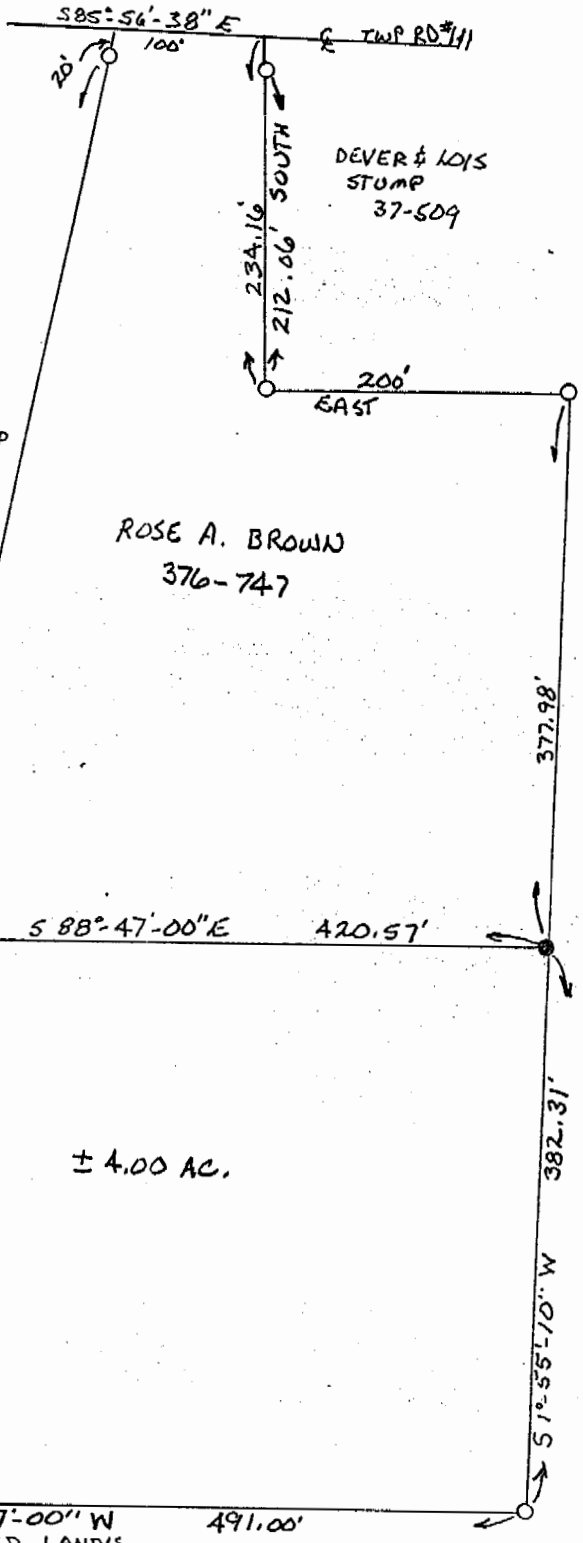 S85°-56'-38" E
℄ TWP RD #111
100'
20'
SOUTH
234.16'
212.06'
DEVER & LOIS
STUMP
37-509
200'
EAST
ROSE A. BROWN
376-747
377.98'
S 88°-47'-00" E 420.57'
± 4.00 AC.
382.31'
S 1°-55'-10" W
7'-00" W 491.00'
D. LANDIS